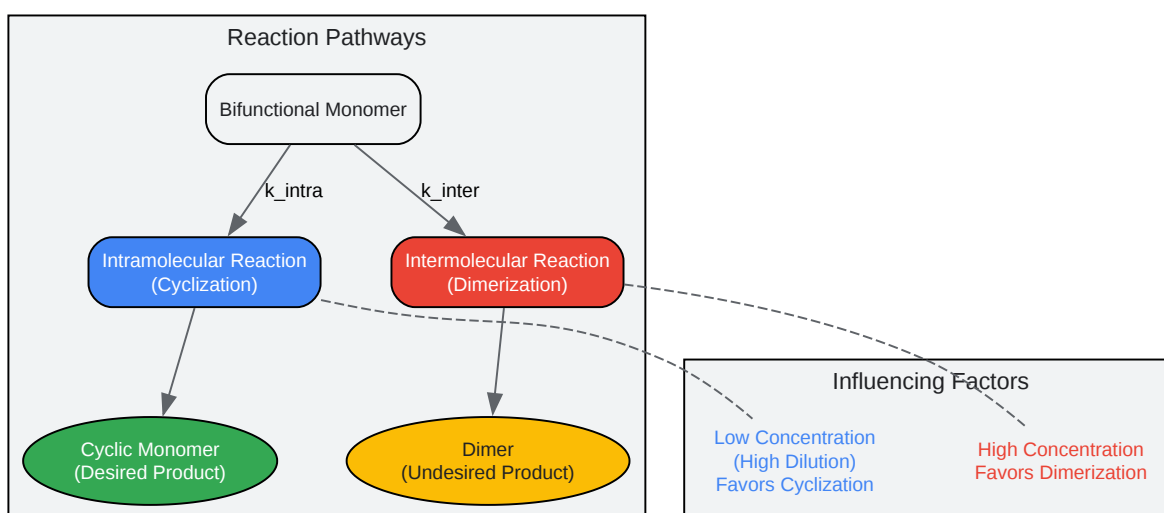 Reaction Pathways
Bifunctional Monomer
k_intra
k_inter
Intramolecular Reaction
(Cyclization)
Intermolecular Reaction
(Dimerization)
Cyclic Monomer
(Desired Product)
Dimer
(Undesired Product)
Influencing Factors
Low Concentration
(High Dilution)
Favors Cyclization
High Concentration
Favors Dimerization